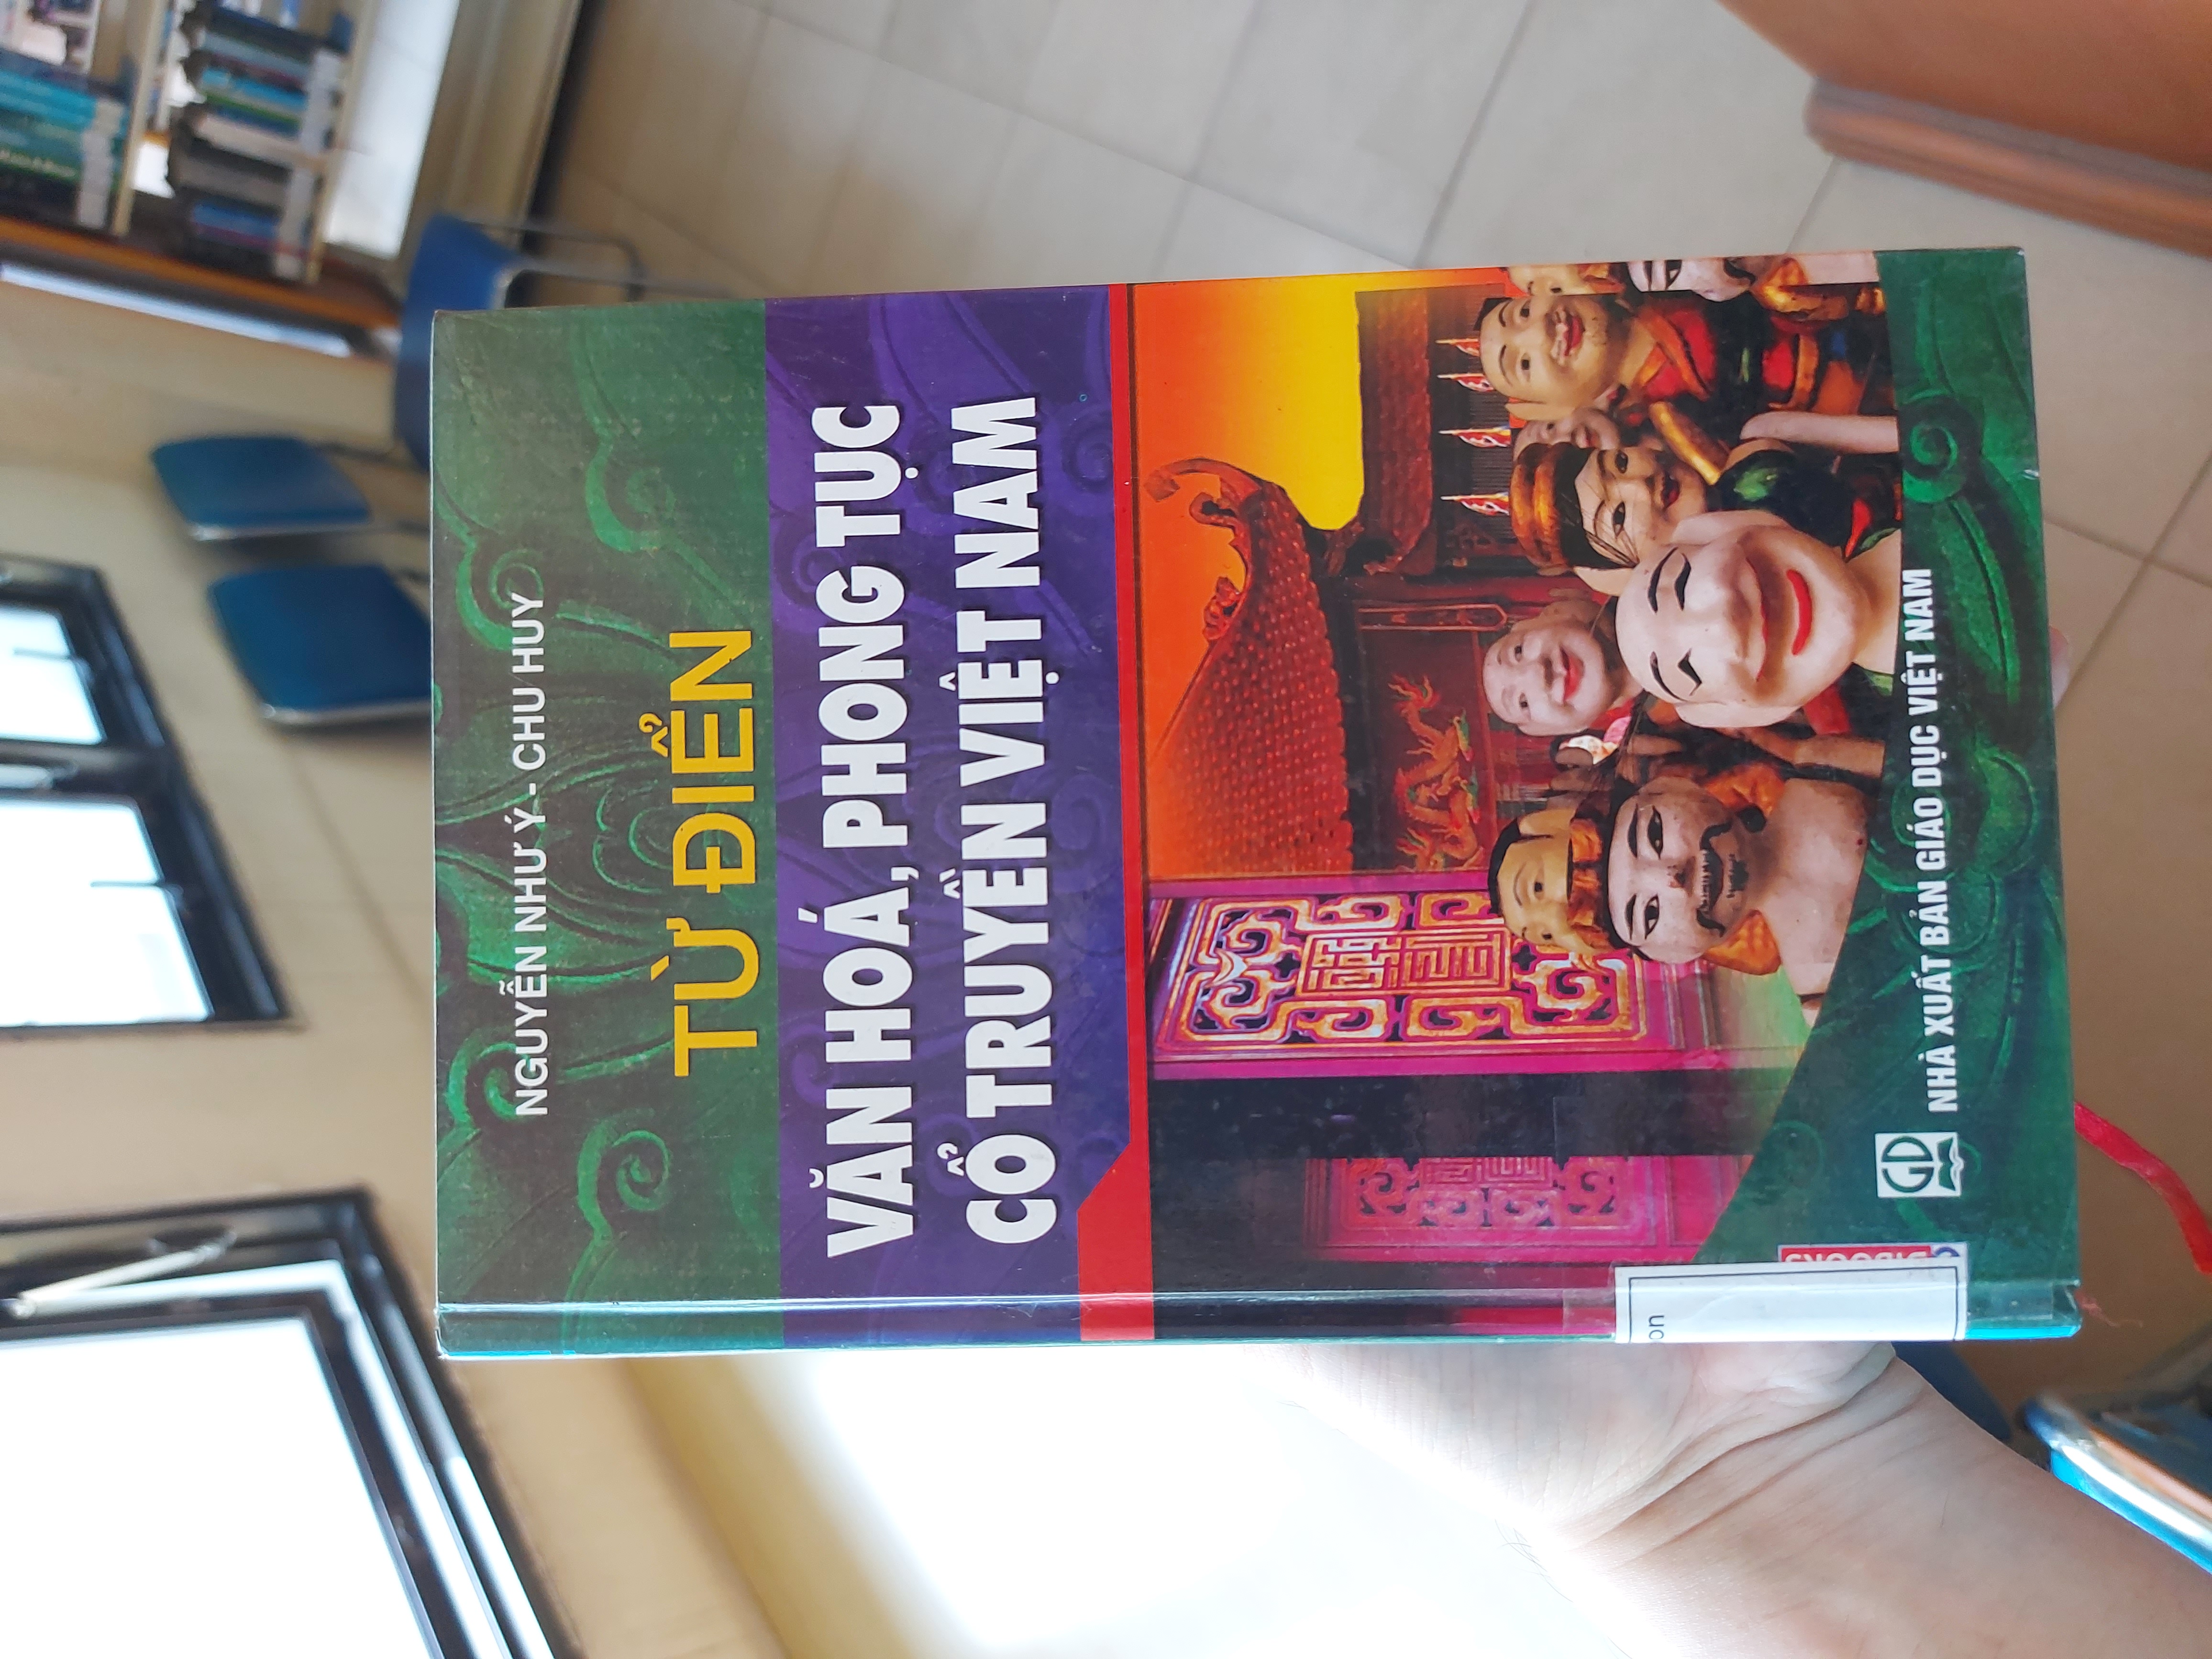 NGUYỄN NHƯ Ý - CHU HUY
TỪ ĐIỂN
VĂN HOÁ, PHONG TỤC
CỔ TRUYỀN VIỆT NAM
GD
NHÀ XUẤT BẢN GIÁO DỤC VIỆT NAM